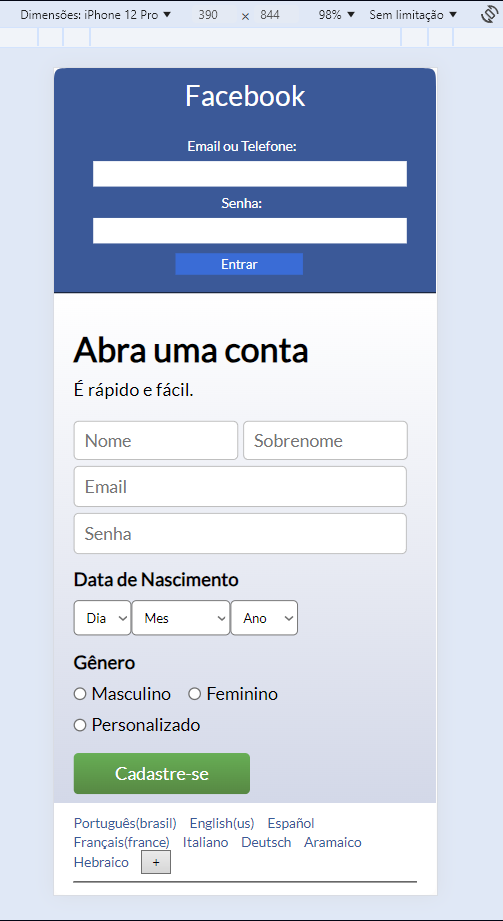 Dimensões: iPhone 12 Pro ▼ 390 × 844 98% ▼ Sem limitação ▼
Facebook
Email ou Telefone:
Senha:
Entrar
Abra uma conta
É rápido e fácil.
Nome Sobrenome
Email
Senha
Data de Nascimento
Dia Mes Ano
Gênero
Masculino Feminino
Personalizado
Cadastre-se
Português(brasil) English(us) Español
Français(france) Italiano Deutsch Aramaico
Hebraico +